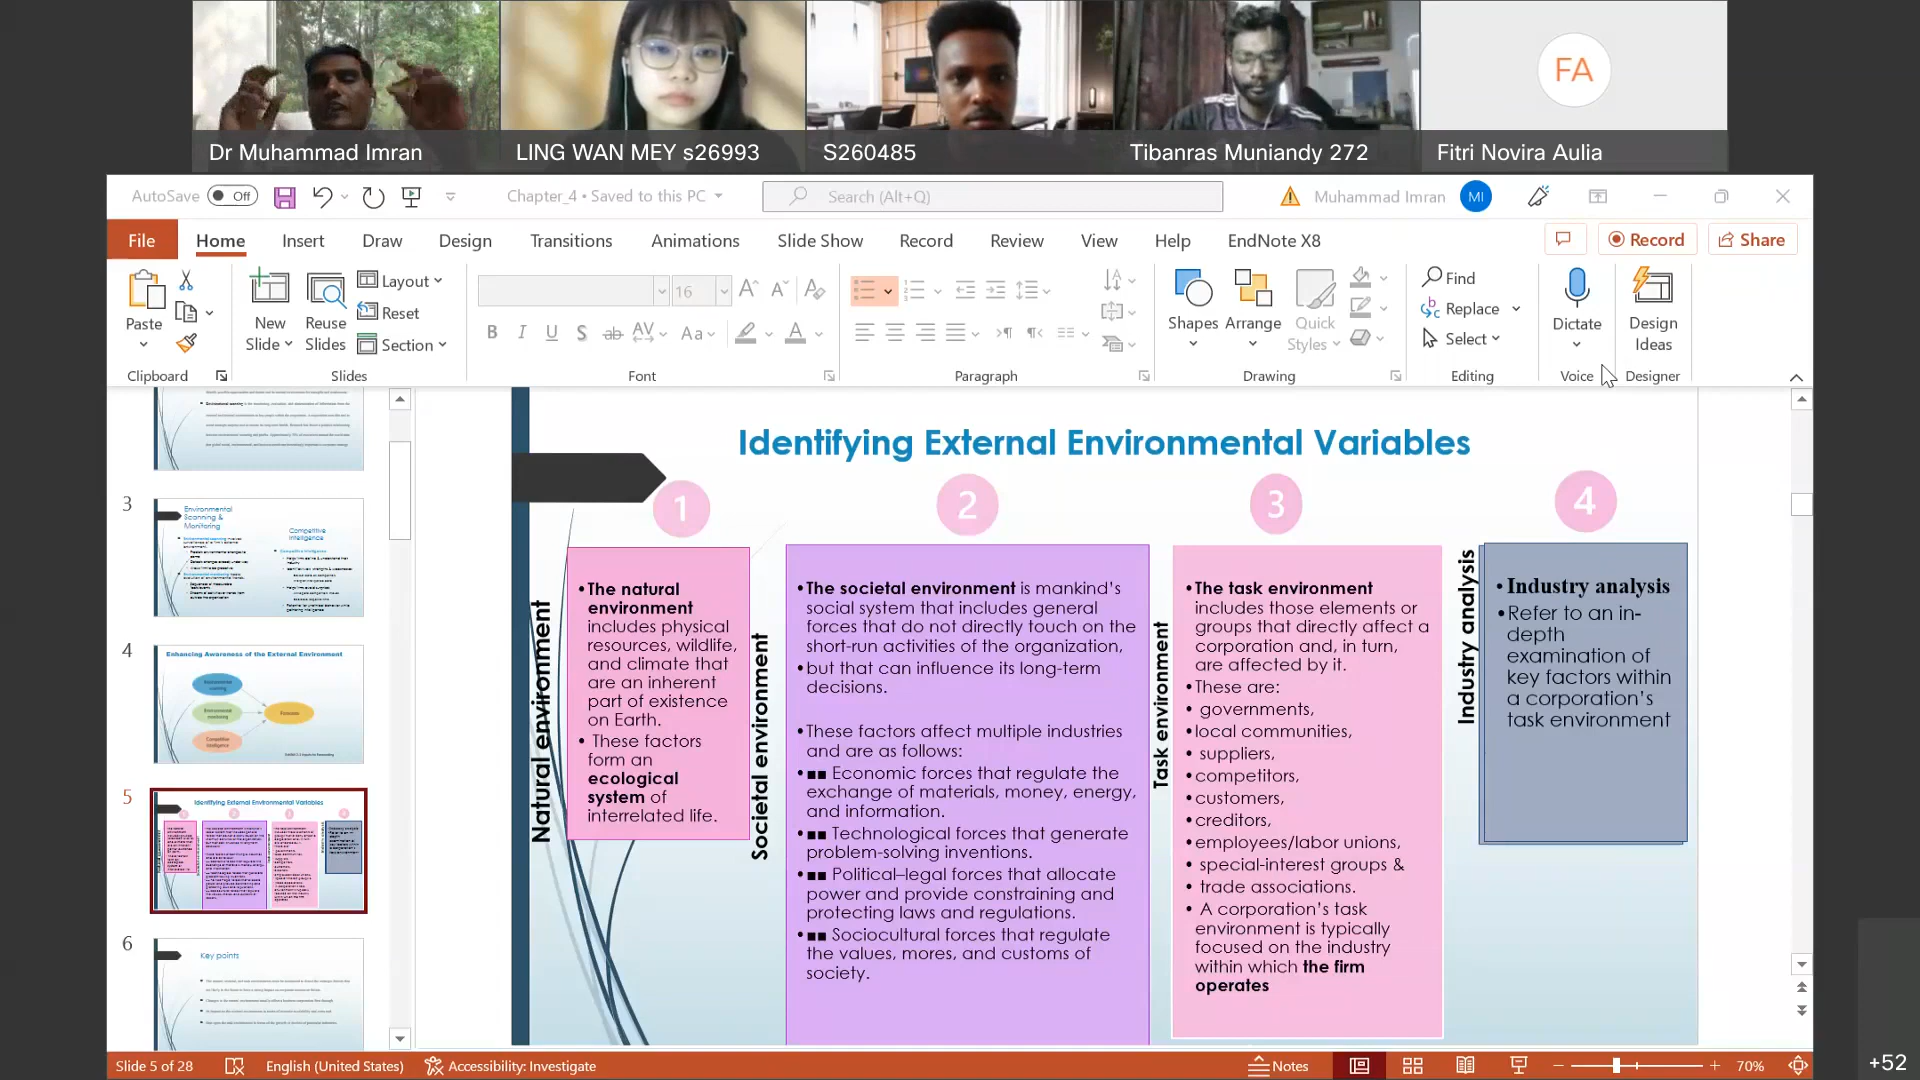 Dr Muhammad Imran
LING WAN MEY s26993
S260485
Tibanras Muniandy 272
FA
Fitri Novira Aulia
AutoSave Off
Chapter_4 • Saved to this PC
Search (Alt+Q)
Muhammad Imran
MI
File Home Insert Draw Design Transitions Animations Slide Show Record Review View Help EndNote X8
Record
Share
Paste
New Slide
Reuse Slides
Layout
Reset
Section
16
Shapes
Arrange
Quick Styles
Find
Replace
Select
Dictate
Design Ideas
Clipboard
Slides
Font
Paragraph
Drawing
Editing
Voice
Designer
3
Environmental
Scanning &
Monitoring
Competitive
Intelligence
4
Enhancing Awareness of the External Environment
5
Identifying External Environmental Variables
6
Key points
Identifying External Environmental Variables
1
2
3
4
Natural environment
•The natural
environment
includes physical
resources, wildlife,
and climate that
are an inherent
part of existence
on Earth.
• These factors
form an
ecological
system of
interrelated life.
Societal environment
•The societal environment is mankind's
social system that includes general
forces that do not directly touch on the
short-run activities of the organization,
•but that can influence its long-term
decisions.
•These factors affect multiple industries
and are as follows:
•■■ Economic forces that regulate the
exchange of materials, money, energy,
and information.
•■■ Technological forces that generate
problem-solving inventions.
•■■ Political–legal forces that allocate
power and provide constraining and
protecting laws and regulations.
•■■ Sociocultural forces that regulate
the values, mores, and customs of
society.
Task environment
•The task environment
includes those elements or
groups that directly affect a
corporation and, in turn,
are affected by it.
•These are:
• governments,
•local communities,
• suppliers,
•competitors,
•customers,
•creditors,
•employees/labor unions,
• special-interest groups &
• trade associations.
• A corporation's task
environment is typically
focused on the industry
within which the firm
operates
Industry analysis
•Industry analysis
•Refer to an in-
depth
examination of
key factors within
a corporation's
task environment
Slide 5 of 28
English (United States)
Accessibility: Investigate
Notes
70%
+52